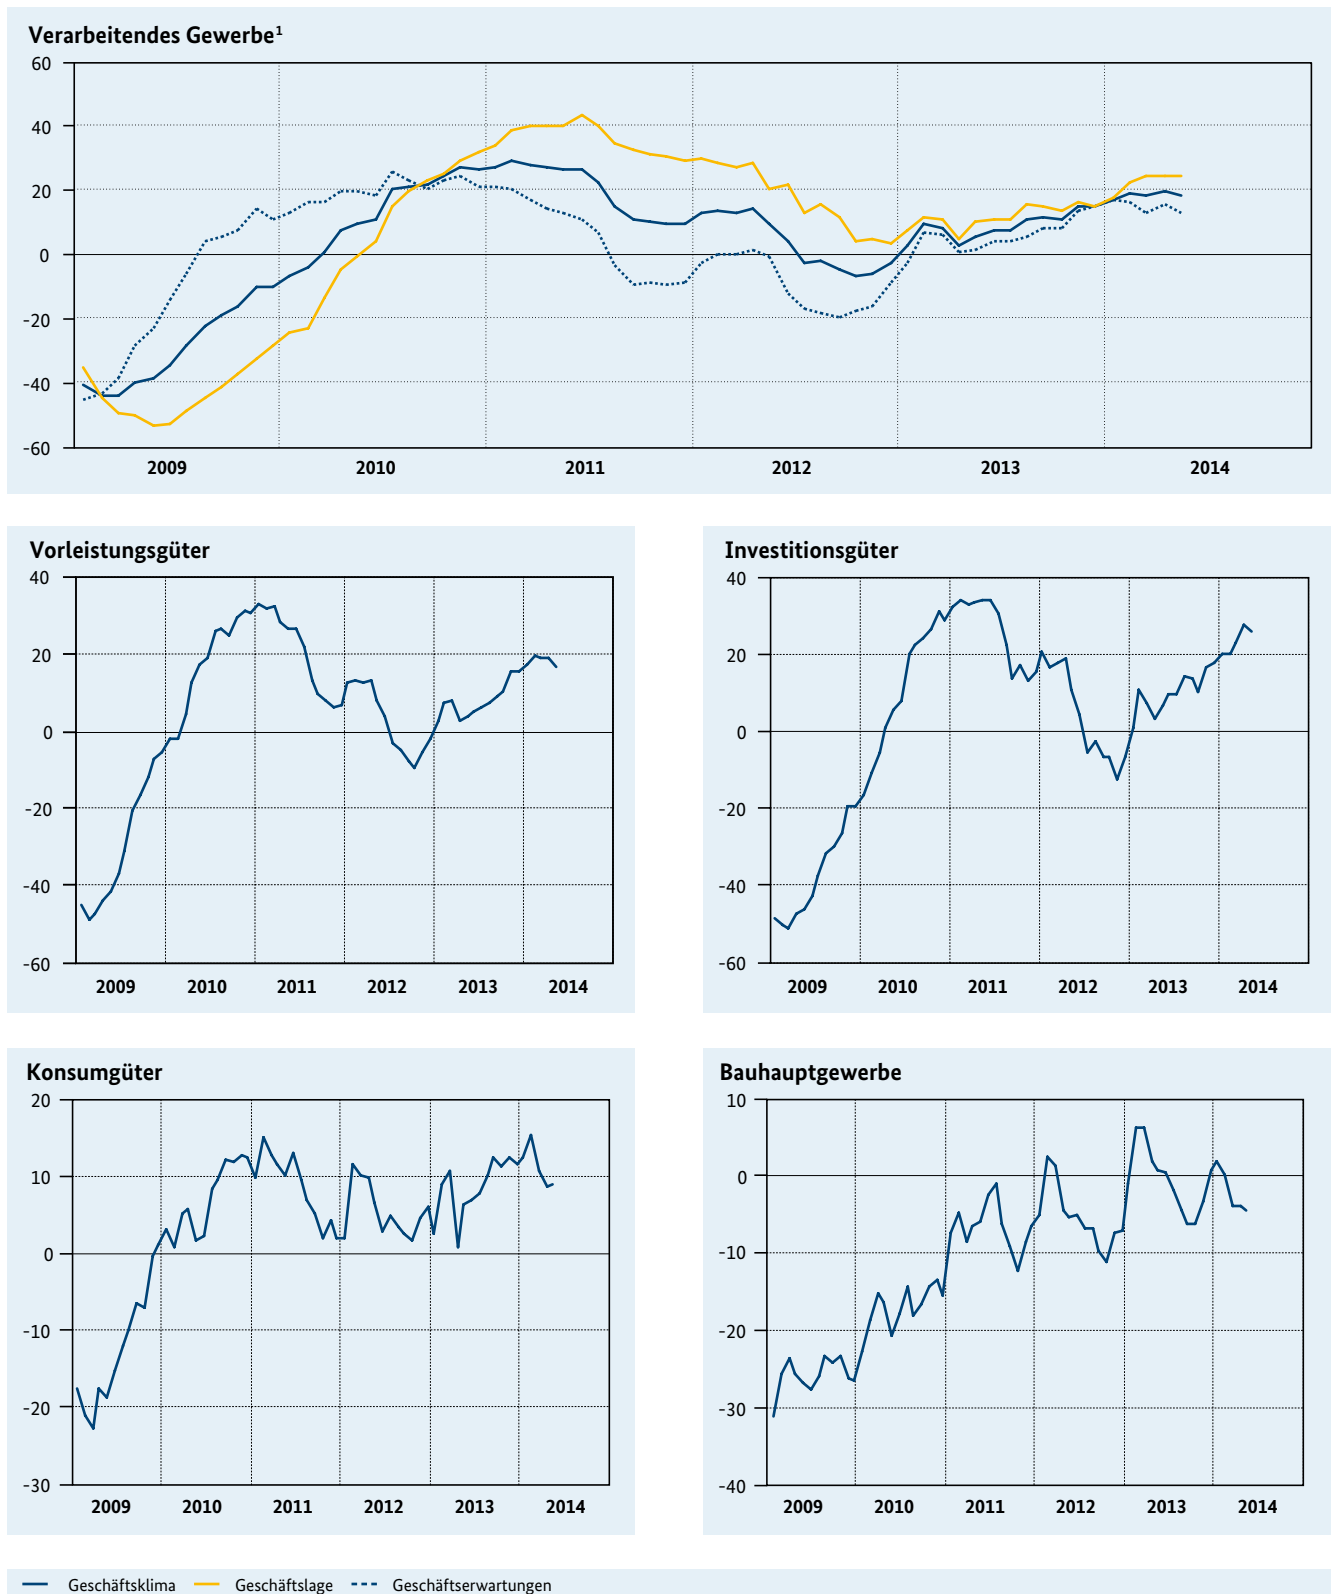 Verarbeitendes Gewerbe¹
60
40
20
0
-20
-40
-60
2009 2010 2011 2012 2013 2014
Vorleistungsgüter
40
20
0
-20
-40
-60
2009 2010 2011 2012 2013 2014
Investitionsgüter
40
20
0
-20
-40
-60
2009 2010 2011 2012 2013 2014
Konsumgüter
20
10
0
-10
-20
-30
2009 2010 2011 2012 2013 2014
Bauhauptgewerbe
10
0
-10
-20
-30
-40
2009 2010 2011 2012 2013 2014
Geschäftsklima Geschäftslage Geschäftserwartungen